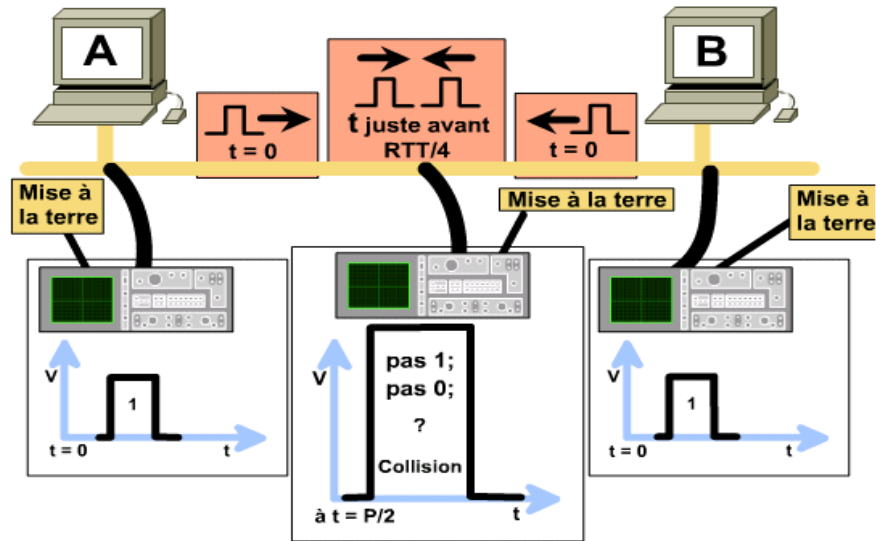 A
B
t = 0
t juste avant
RTT/4
t = 0
Mise à
la terre
Mise à la terre
Mise à
la terre
V
1
t = 0
t
V
pas 1;
pas 0;
?
Collision
à t = P/2
t
V
1
t = 0
t